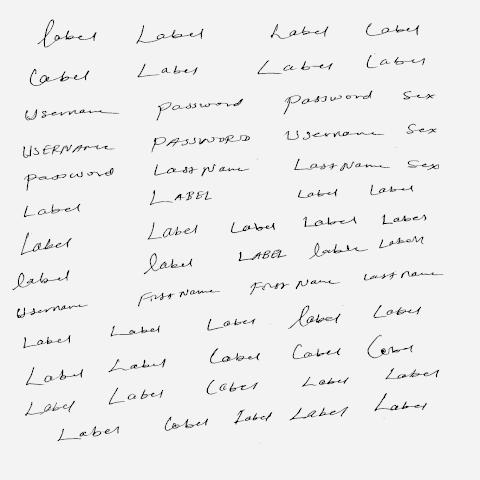 label Label Label Label
Label Label Label Label
Username Password Password Sex
USERNAME PASSWORD Username Sex
Password Last Name Last Name Sex
Label LABEL Label Label
Label Label Label Label Label
label label LABEL Label
Username First Name First Name Last Name
Label Label Label label Label
Label Label Label Label
Label Label Label Label Label
Label Label Label Label